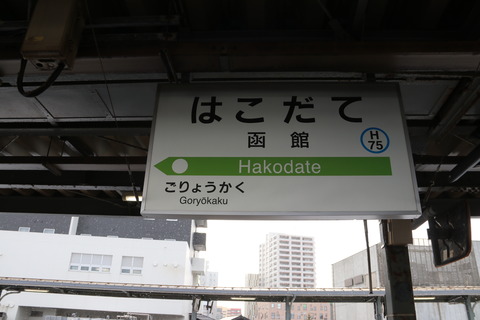 はこだて
函館
H
75
Hakodate
ごりょうかく
Goryōkaku